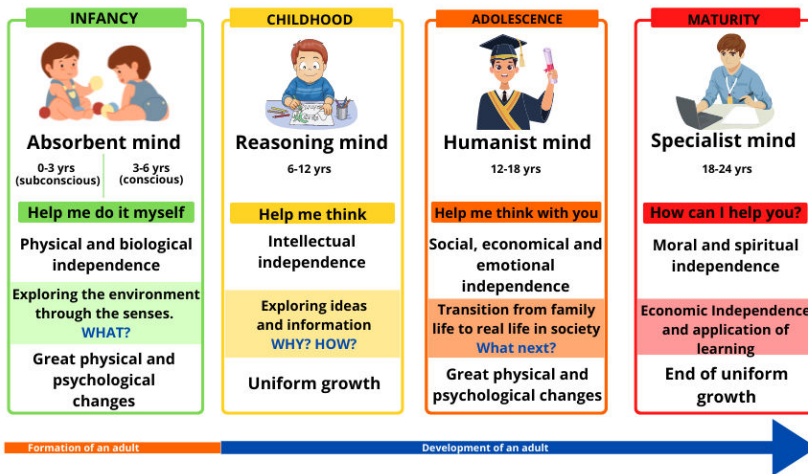 INFANCY
Absorbent mind
0-3 yrs
(subconscious)
3-6 yrs
(conscious)
Help me do it myself
Physical and biological
independence
Exploring the environment
through the senses.
WHAT?
Great physical and
psychological
changes
CHILDHOOD
Reasoning mind
6-12 yrs
Help me think
Intellectual
independence
Exploring ideas
and information
WHY? HOW?
Uniform growth
ADOLESCENCE
Humanist mind
12-18 yrs
Help me think with you
Social, economical and
emotional
independence
Transition from family
life to real life in society
What next?
Great physical and
psychological changes
MATURITY
Specialist mind
18-24 yrs
How can I help you?
Moral and spiritual
independence
Economic Independence
and application of
learning
End of uniform
growth
Formation of an adult
Development of an adult